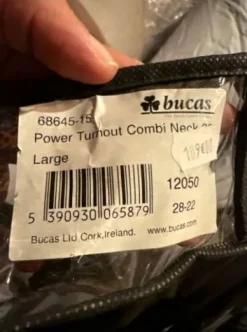 bucas
68645-15
Power Turnout Combi Neck
Large
12050
5 390930 065879
28-22
Bucas Ltd Cork, Ireland. www.bucas.com